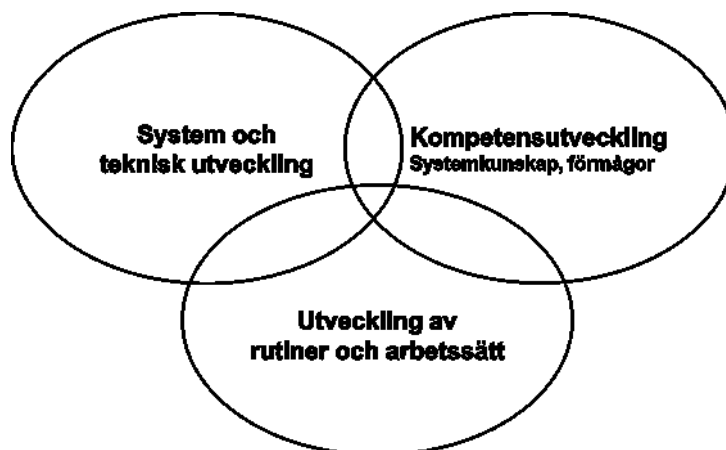 System och
teknisk utveckling
Kompetensutveckling
Systemkunskap, förmågor
Utveckling av
rutiner och arbetssätt